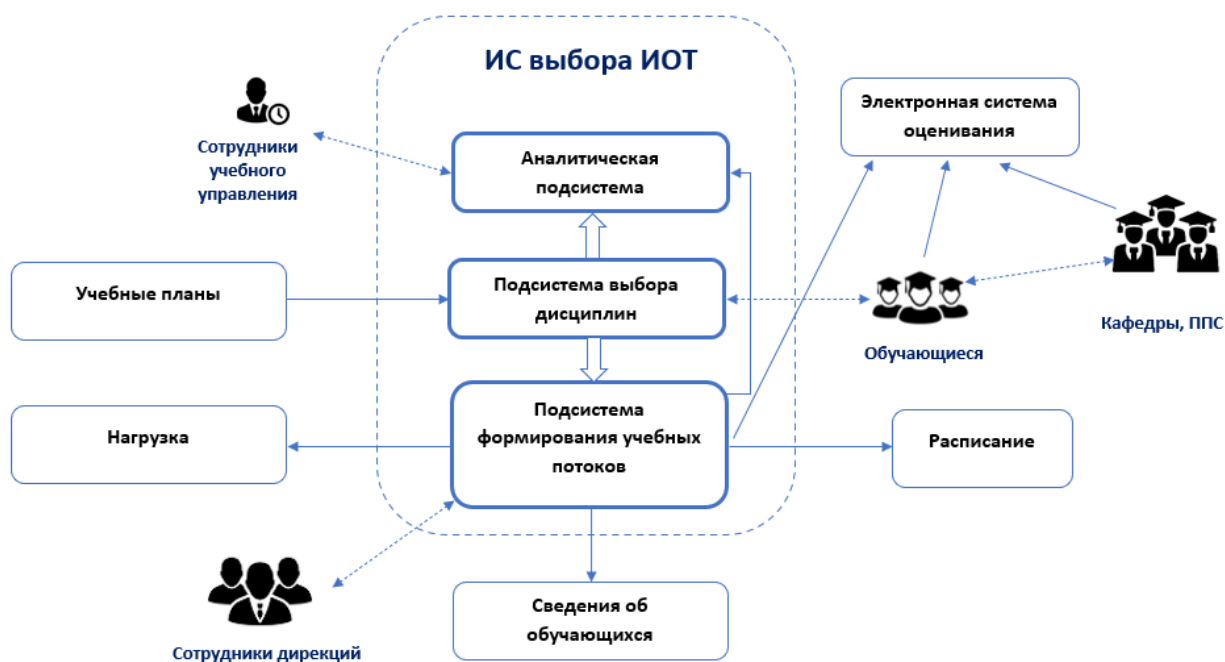 ИС выбора ИОТ
Сотрудники
учебного
управления
Аналитическая
подсистема
Электронная система
оценивания
Учебные планы
Подсистема выбора
дисциплин
Обучающиеся
Кафедры, ППС
Нагрузка
Подсистема
формирования учебных
потоков
Расписание
Сотрудники дирекций
Сведения об
обучающихся